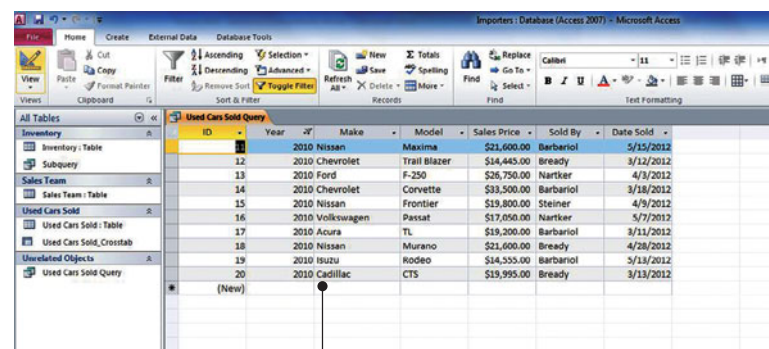 Importers : Database (Access 2007) - Microsoft Access
File Home Create External Data Database Tools
View
Paste
Cut
Copy
Format Painter
Filter
Ascending
Descending
Remove Sort
Selection
Advanced
Toggle Filter
Refresh All
New
Save
Delete
Totals
Spelling
More
Find
Replace
Go To
Select
Calibri 11
B I U A
Views Clipboard Sort & Filter Records Find Text Formatting
All Tables
Inventory
Inventory : Table
Subquery
Sales Team
Sales Team : Table
Used Cars Sold
Used Cars Sold : Table
Used Cars Sold_Crosstab
Unrelated Objects
Used Cars Sold Query
Used Cars Sold Query
ID Year Make Model Sales Price Sold By Date Sold
11 2010 Nissan Maxima $21,600.00 Barbariol 5/15/2012
12 2010 Chevrolet Trail Blazer $14,445.00 Bready 3/12/2012
13 2010 Ford F-250 $26,750.00 Nartker 4/3/2012
14 2010 Chevrolet Corvette $33,500.00 Barbariol 3/18/2012
15 2010 Nissan Frontier $19,800.00 Steiner 4/9/2012
16 2010 Volkswagen Passat $17,050.00 Nartker 5/7/2012
17 2010 Acura TL $19,200.00 Barbariol 3/11/2012
18 2010 Nissan Murano $21,600.00 Bready 4/28/2012
19 2010 Isuzu Rodeo $14,555.00 Barbariol 5/13/2012
20 2010 Cadillac CTS $19,995.00 Bready 3/13/2012
(New)